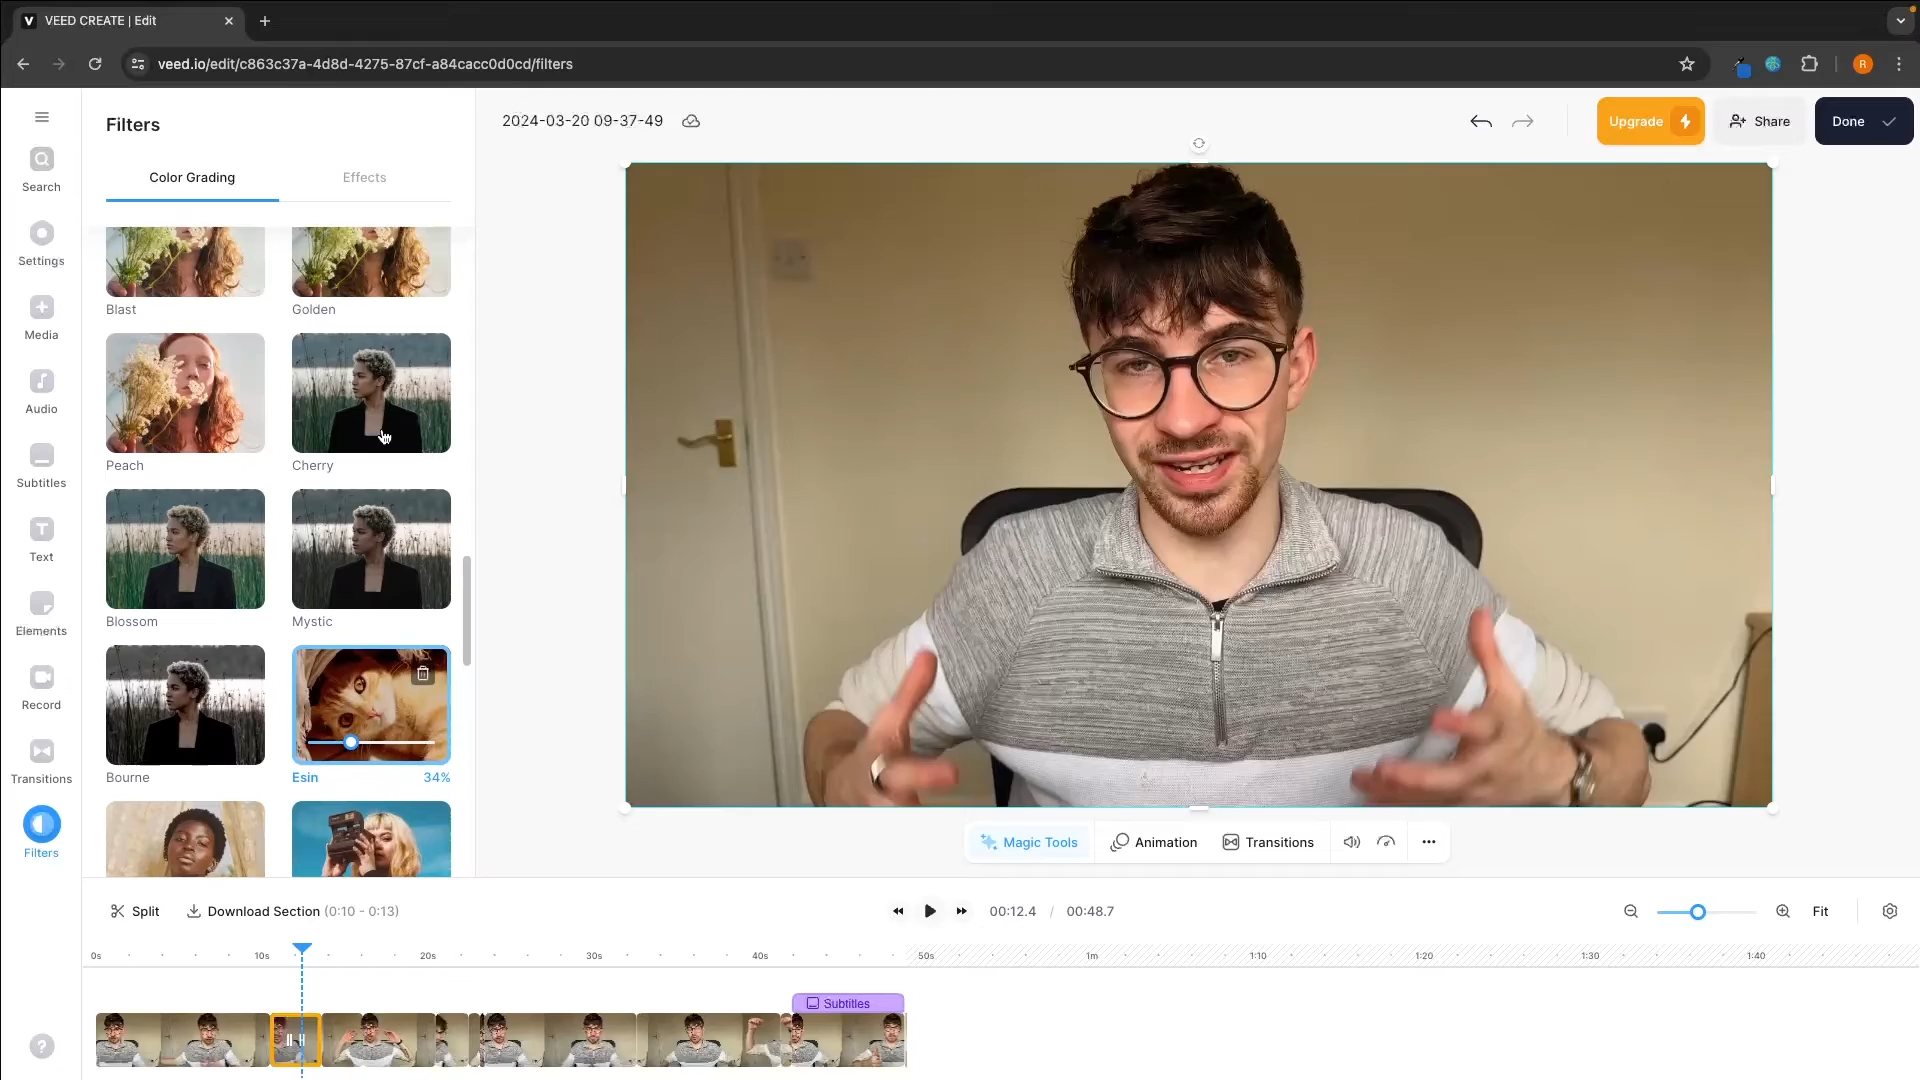 VEED CREATE | Edit
veed.io/edit/c863c37a-4d8d-4275-87cf-a84cacc0d0cd/filters
R
Filters
2024-03-20 09-37-49
Upgrade
Share
Done
Color Grading
Effects
Search
Settings
Media
Audio
Subtitles
Text
Elements
Record
Transitions
Filters
Blast
Golden
Peach
Cherry
Blossom
Mystic
Bourne
Esin
34%
Magic Tools
Animation
Transitions
Split
Download Section (0:10 - 0:13)
00:12.4 / 00:48.7
Fit
0s
10s
20s
30s
40s
50s
1m
1:10
1:20
1:30
1:40
Subtitles